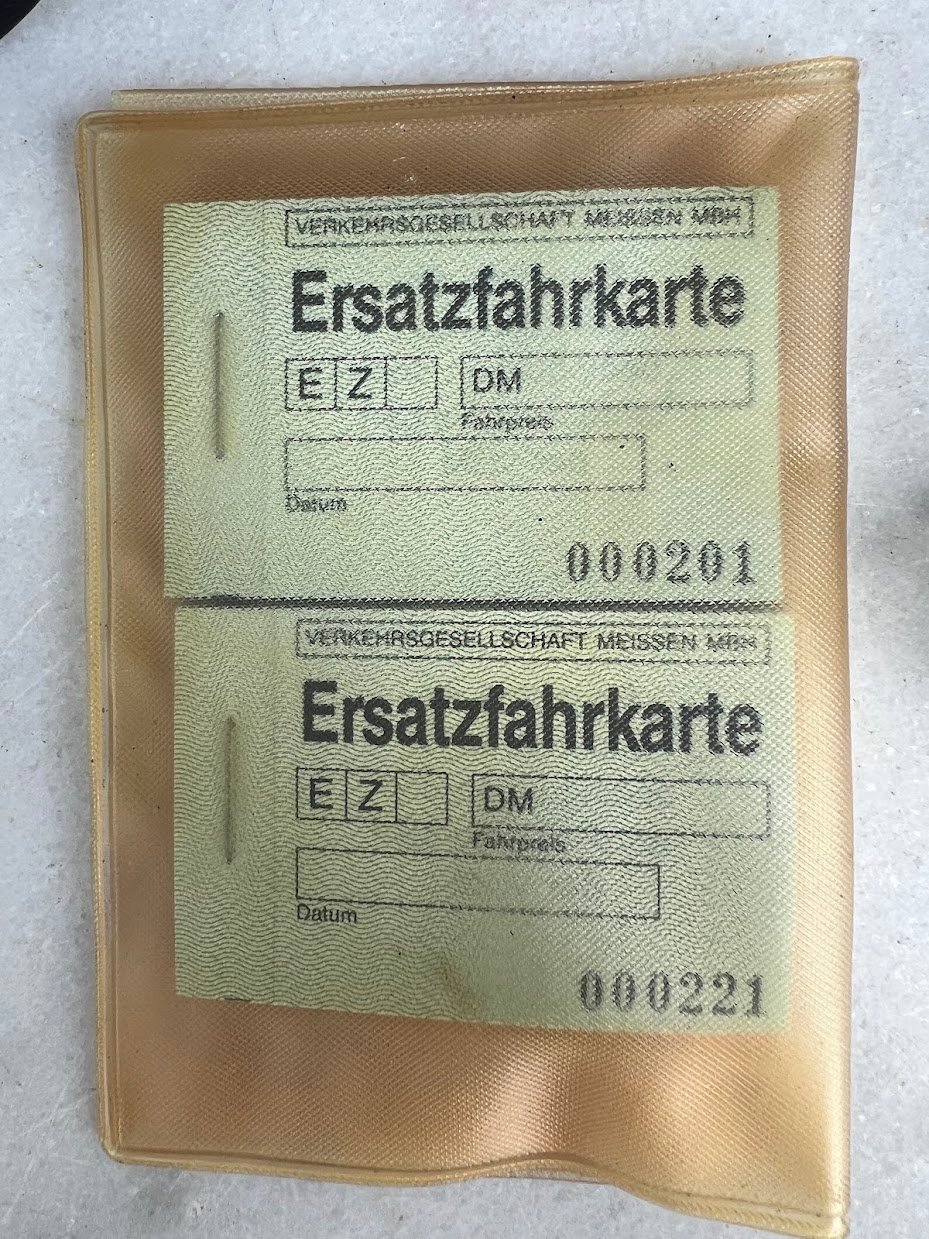 VERKEHRSGESELLSCHAFT MEISSEN MBH
Ersatzfahrkarte
E Z DM
Fahrpreis
Datum
000201
VERKEHRSGESELLSCHAFT MEISSEN MBH
Ersatzfahrkarte
E Z DM
Fahrpreis
Datum
000221